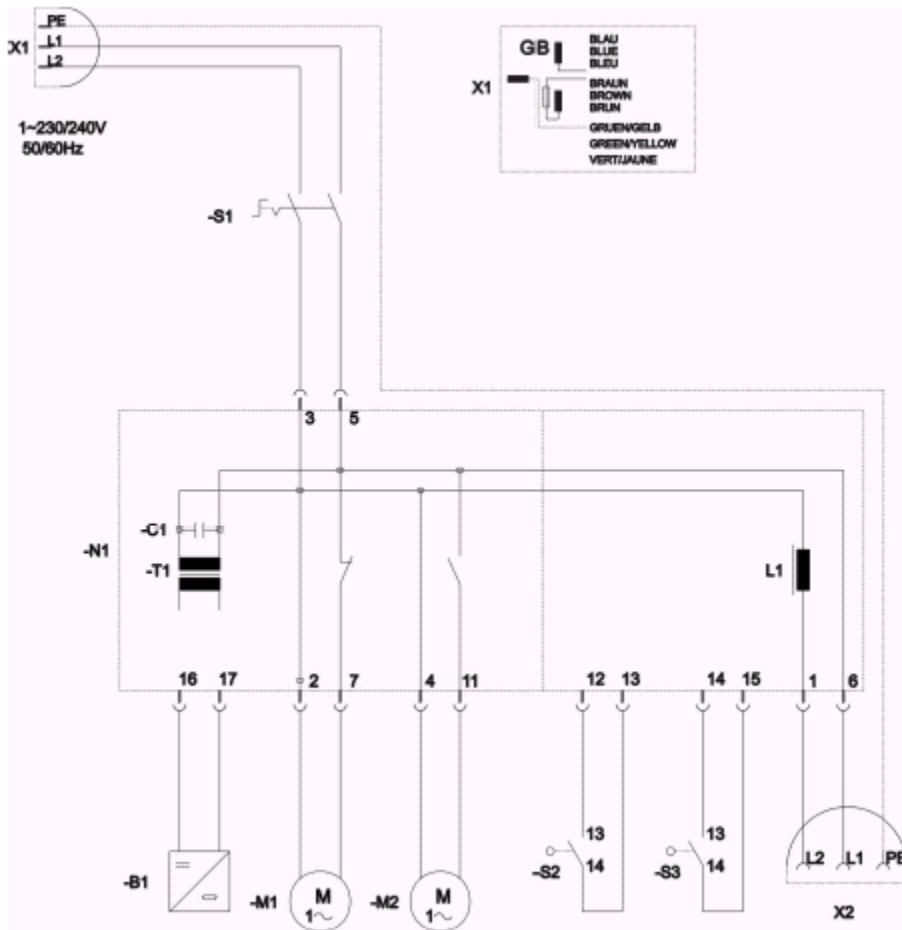 PE
X1
L1
L2
1~230/240V
50/60Hz
GB
BLAU
BLUE
BLEU
X1
BRAUN
BROWN
BRUN
GRUEN/GELB
GREEN/YELLOW
VERT/JAUNE
-S1
3 5
-C1
-N1
-T1
L1
16 17 2 7 4 11 12 13 14 15 1 6
13 13
-S2 14 -S3 14
L2 L1 PE
-B1
-M1 M 1~ -M2 M 1~
X2